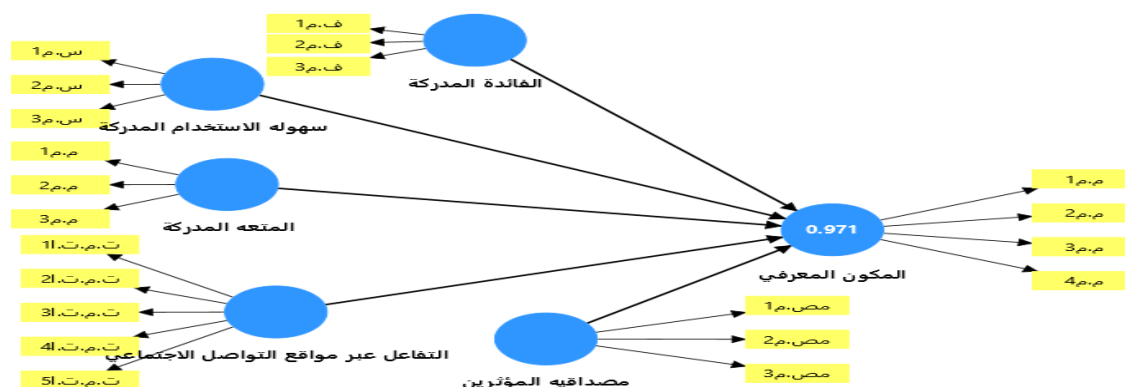 ف.م1
ف.م2
ف.م3
الفائدة المدركة
س.م1
س.م2
س.م3
سهوله الاستخدام المدركة
م.م1
م.م2
م.م3
المتعه المدركة
ت.م.ت.ا1
ت.م.ت.ا2
ت.م.ت.ا3
ت.م.ت.ا4
ت.م.ت.ا5
التفاعل عبر مواقع التواصل الاجتماعي
مص.م1
مص.م2
مص.م3
مصداقيه المؤثرين
0.971
المكون المعرفي
م.م1
م.م2
م.م3
م.م4